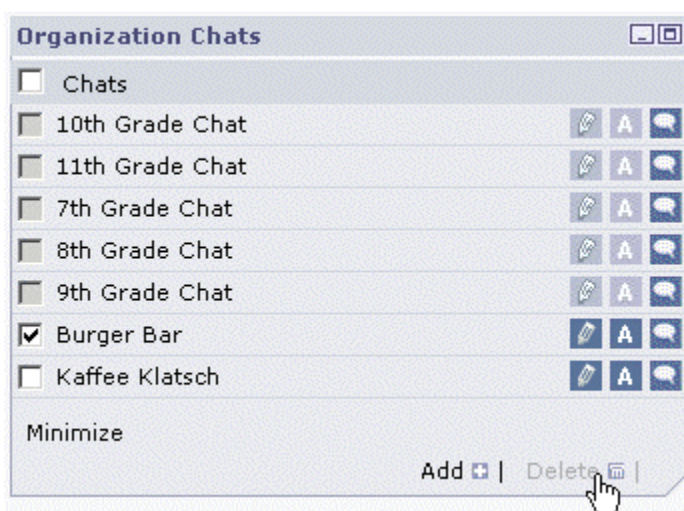 Organization Chats
Chats
10th Grade Chat A
11th Grade Chat A
7th Grade Chat A
8th Grade Chat A
9th Grade Chat A
Burger Bar A
Kaffee Klatsch A
Minimize
Add | Delete |